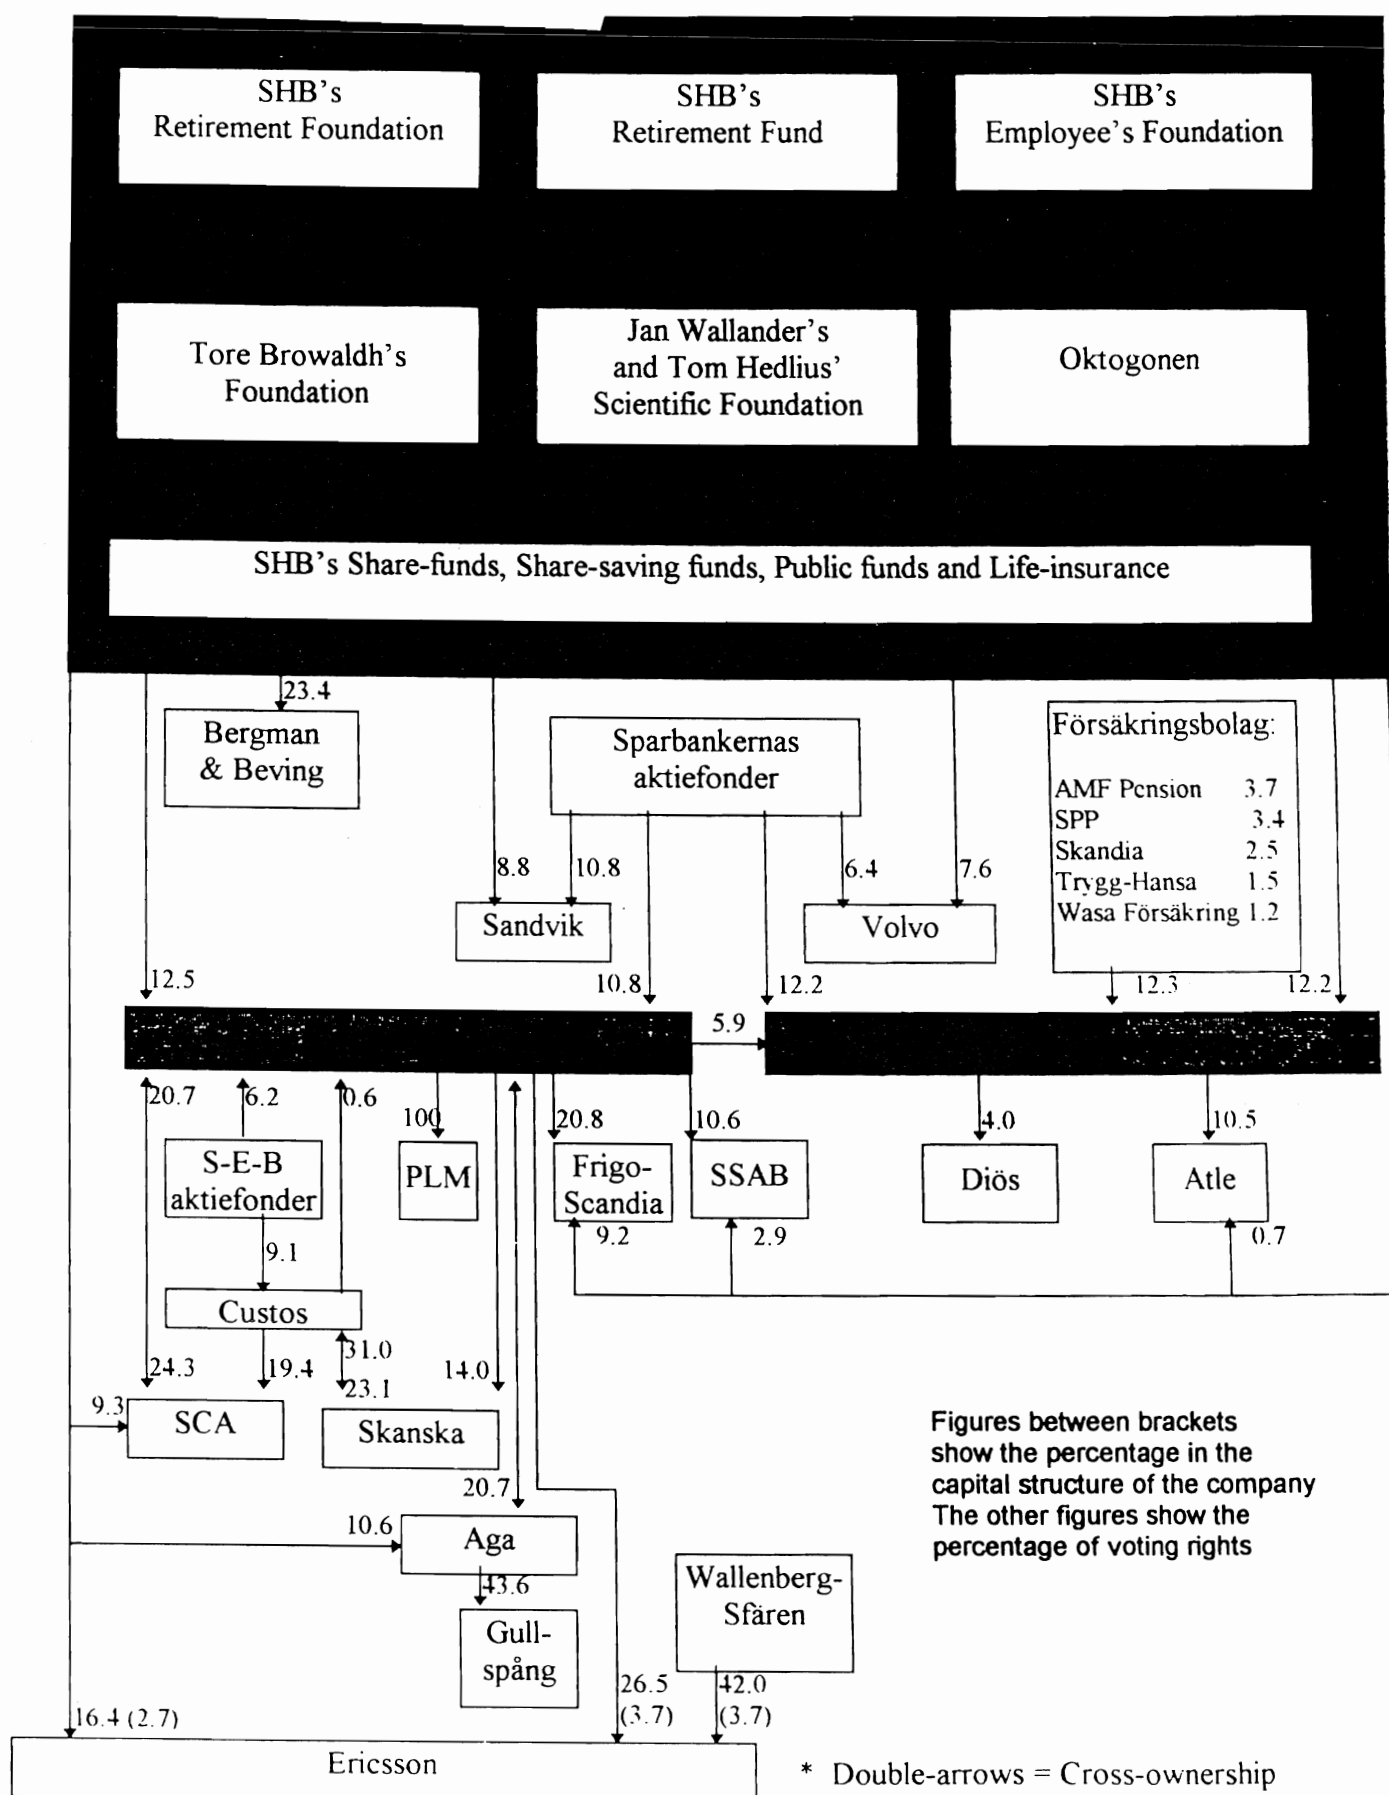 SHB's
Retirement Foundation
SHB's
Retirement Fund
SHB's
Employee's Foundation
Tore Browaldh's
Foundation
Jan Wallander's
and Tom Hedlius'
Scientific Foundation
Oktogonen
SHB's Share-funds, Share-saving funds, Public funds and Life-insurance
23.4
Bergman
& Beving
Sparbankernas
aktiefonder
Försäkringsbolag:
AMF Pension 3.7
SPP 3.4
Skandia 2.5
Trygg-Hansa 1.5
Wasa Försäkring 1.2
8.8
10.8
6.4
7.6
Sandvik
Volvo
12.5
10.8
12.2
12.3
12.2
5.9
20.7
6.2
0.6
100
20.8
10.6
4.0
10.5
S-E-B
aktiefonder
PLM
Frigo-
Scandia
SSAB
Diös
Atle
9.2
2.9
0.7
9.1
Custos
31.0
24.3
19.4
23.1
14.0
9.3
SCA
Skanska
Figures between brackets
show the percentage in the
capital structure of the company
The other figures show the
percentage of voting rights
20.7
10.6
Aga
43.6
Gull-
spång
Wallenberg-
Sfären
26.5
(3.7)
42.0
(3.7)
16.4 (2.7)
Ericsson
* Double-arrows = Cross-ownership